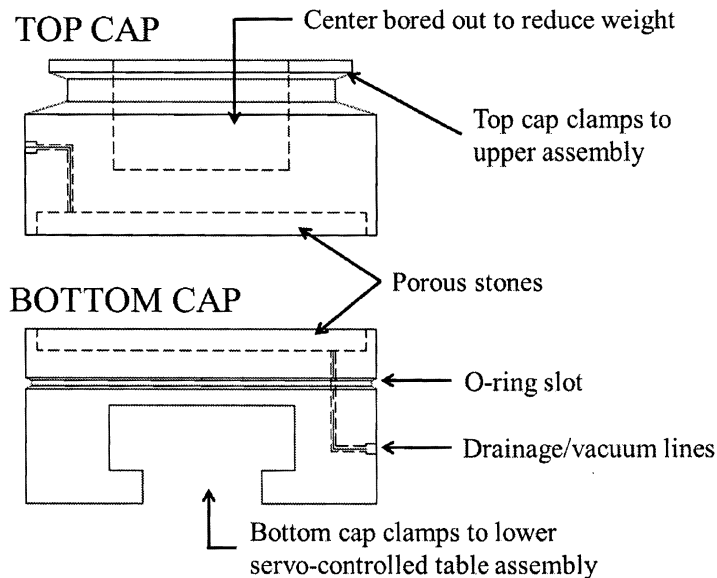 TOP CAP
Center bored out to reduce weight
Top cap clamps to
upper assembly
Porous stones
BOTTOM CAP
O-ring slot
Drainage/vacuum lines
Bottom cap clamps to lower
servo-controlled table assembly